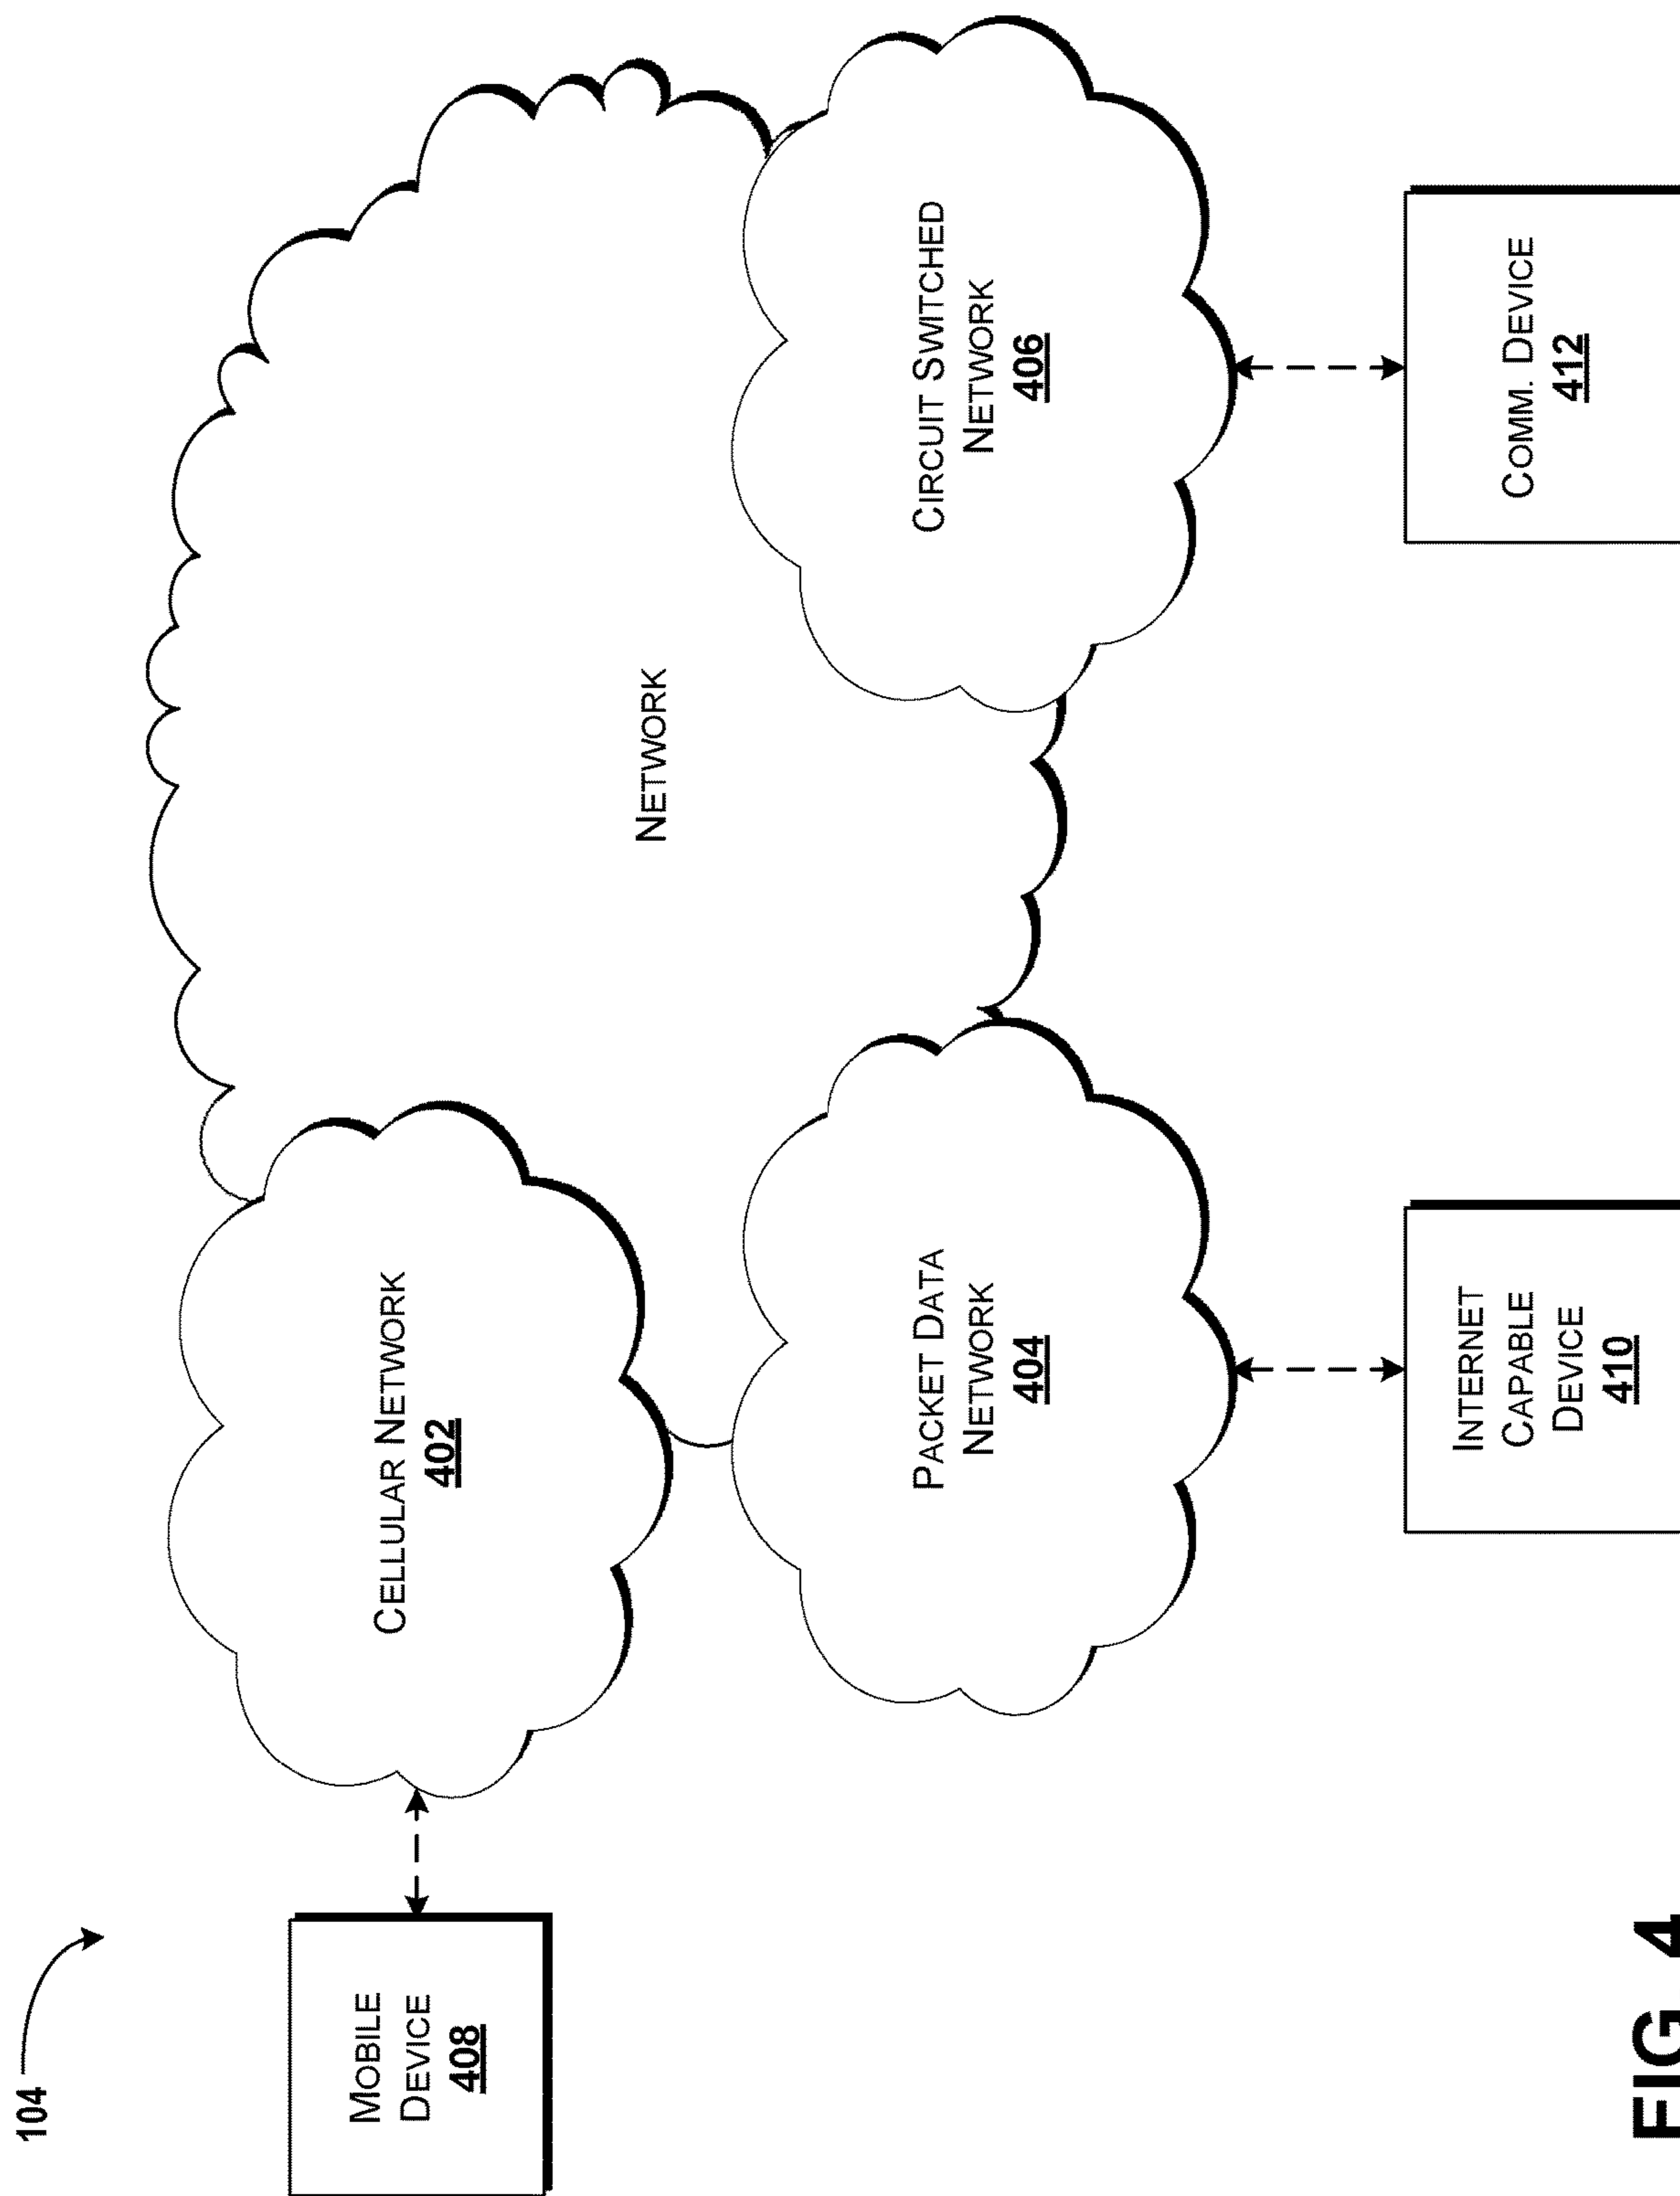 104
MOBILE
DEVICE
408
CELLULAR NETWORK
402
NETWORK
PACKET DATA
NETWORK
404
CIRCUIT SWITCHED
NETWORK
406
INTERNET
CAPABLE
DEVICE
410
COMM. DEVICE
412
FIG. 4